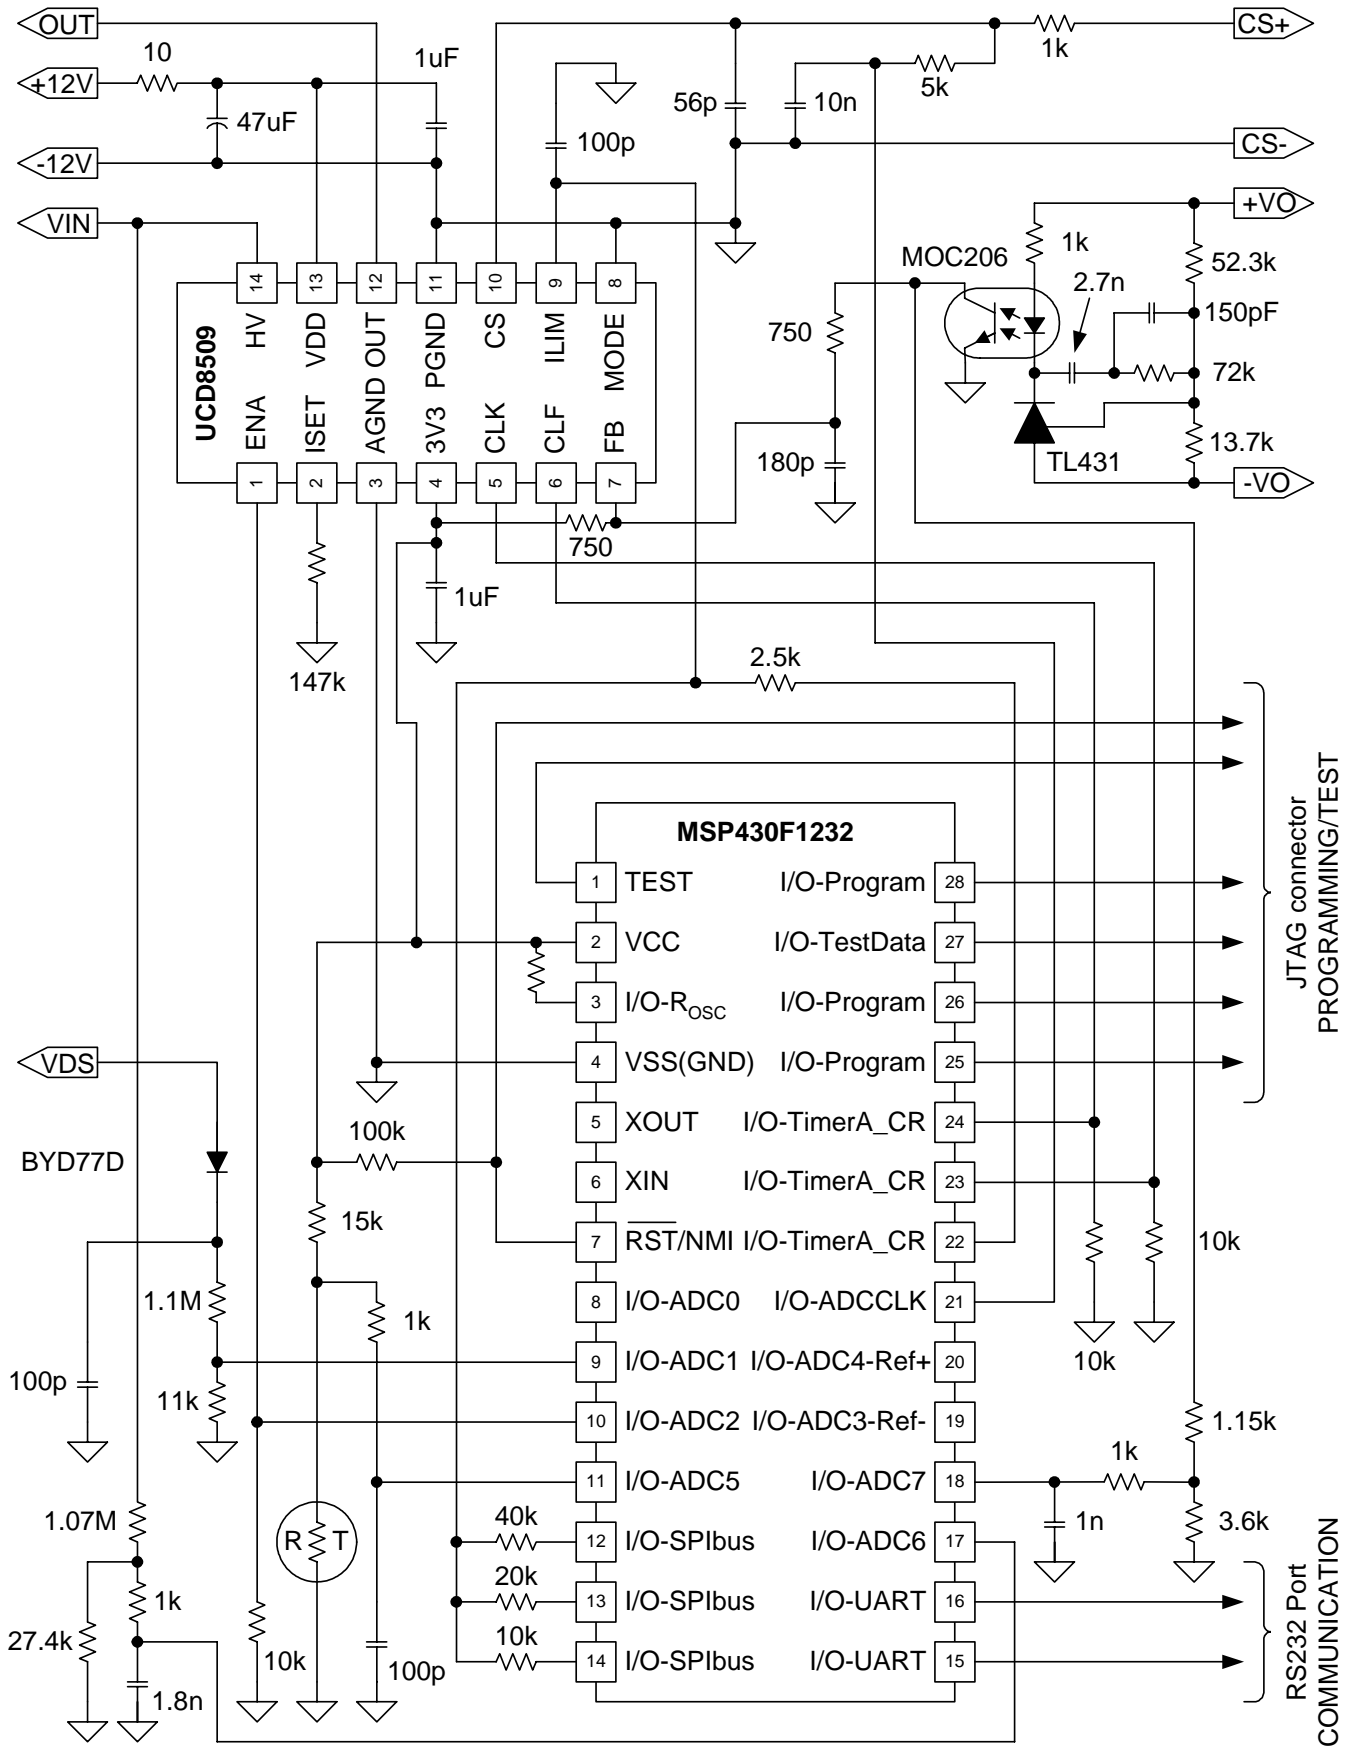 OUT
+12V
10
47uF
1uF
-12V
VIN
100p
56p
10n
5k
1k
CS+
CS-
+VO
1k
52.3k
MOC206
2.7n
150pF
750
72k
13.7k
TL431
-VO
180p
UCD8509
14 13 12 11 10 9 8
HV VDD OUT PGND CS ILIM MODE
ENA ISET AGND 3V3 CLK CLF FB
1 2 3 4 5 6 7
750
1uF
147k
2.5k
MSP430F1232
1 TEST I/O-Program 28
2 VCC I/O-TestData 27
3 I/O-ROSC I/O-Program 26
4 VSS(GND) I/O-Program 25
5 XOUT I/O-TimerA_CR 24
6 XIN I/O-TimerA_CR 23
7 RST/NMI I/O-TimerA_CR 22
8 I/O-ADC0 I/O-ADCCLK 21
9 I/O-ADC1 I/O-ADC4-Ref+ 20
10 I/O-ADC2 I/O-ADC3-Ref- 19
11 I/O-ADC5 I/O-ADC7 18
12 I/O-SPIbus I/O-ADC6 17
13 I/O-SPIbus I/O-UART 16
14 I/O-SPIbus I/O-UART 15
JTAG connector
PROGRAMMING/TEST
VDS
BYD77D
100k
15k
1.1M
1k
100p
11k
10k
10k
1.15k
1k
1n
3.6k
1.07M
40k
R T
20k
1k
27.4k
10k
10k
100p
1.8n
RS232 Port
COMMUNICATION